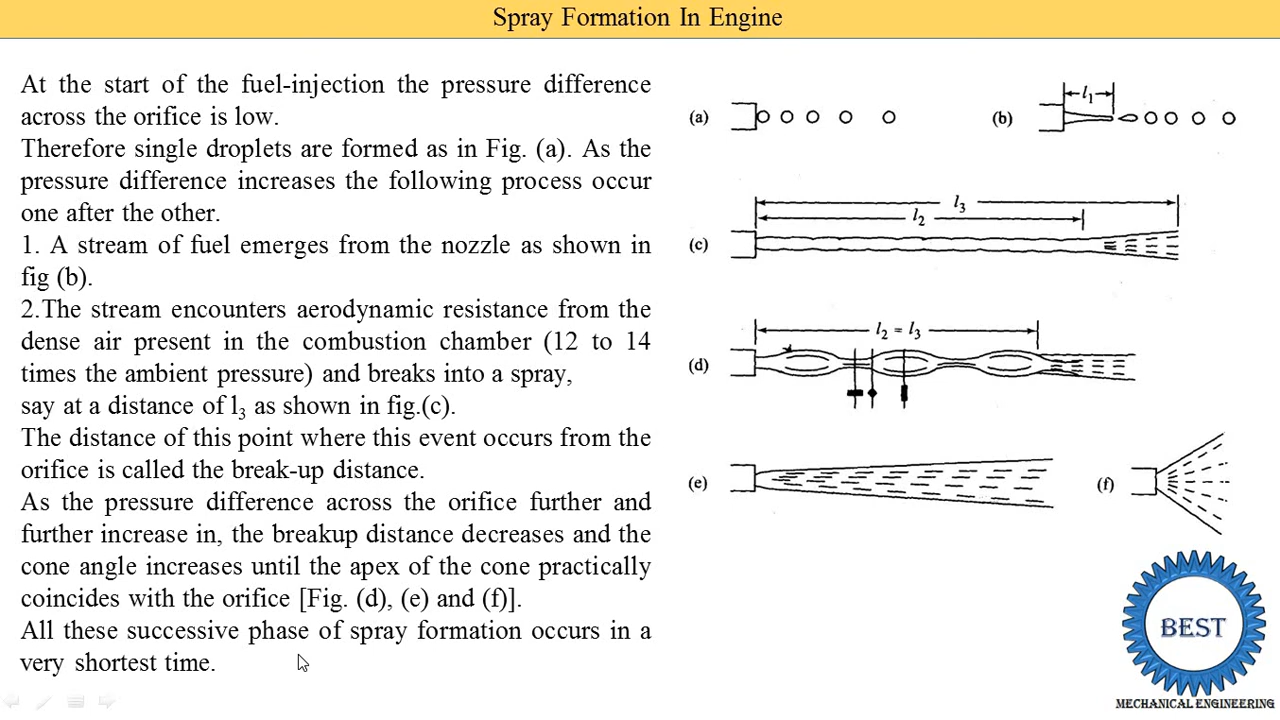 Spray Formation In Engine
At the start of the fuel-injection the pressure difference
across the orifice is low.
Therefore single droplets are formed as in Fig. (a). As the
pressure difference increases the following process occur
one after the other.
1. A stream of fuel emerges from the nozzle as shown in
fig (b).
2.The stream encounters aerodynamic resistance from the
dense air present in the combustion chamber (12 to 14
times the ambient pressure) and breaks into a spray,
say at a distance of l₃ as shown in fig.(c).
The distance of this point where this event occurs from the
orifice is called the break-up distance.
As the pressure difference across the orifice further and
further increase in, the breakup distance decreases and the
cone angle increases until the apex of the cone practically
coincides with the orifice [Fig. (d), (e) and (f)].
All these successive phase of spray formation occurs in a
very shortest time.
(a)
(b)
l₁
(c)
l₃
l₂
(d)
l₂ = l₃
(e)
(f)
BEST
MECHANICAL ENGINEERING